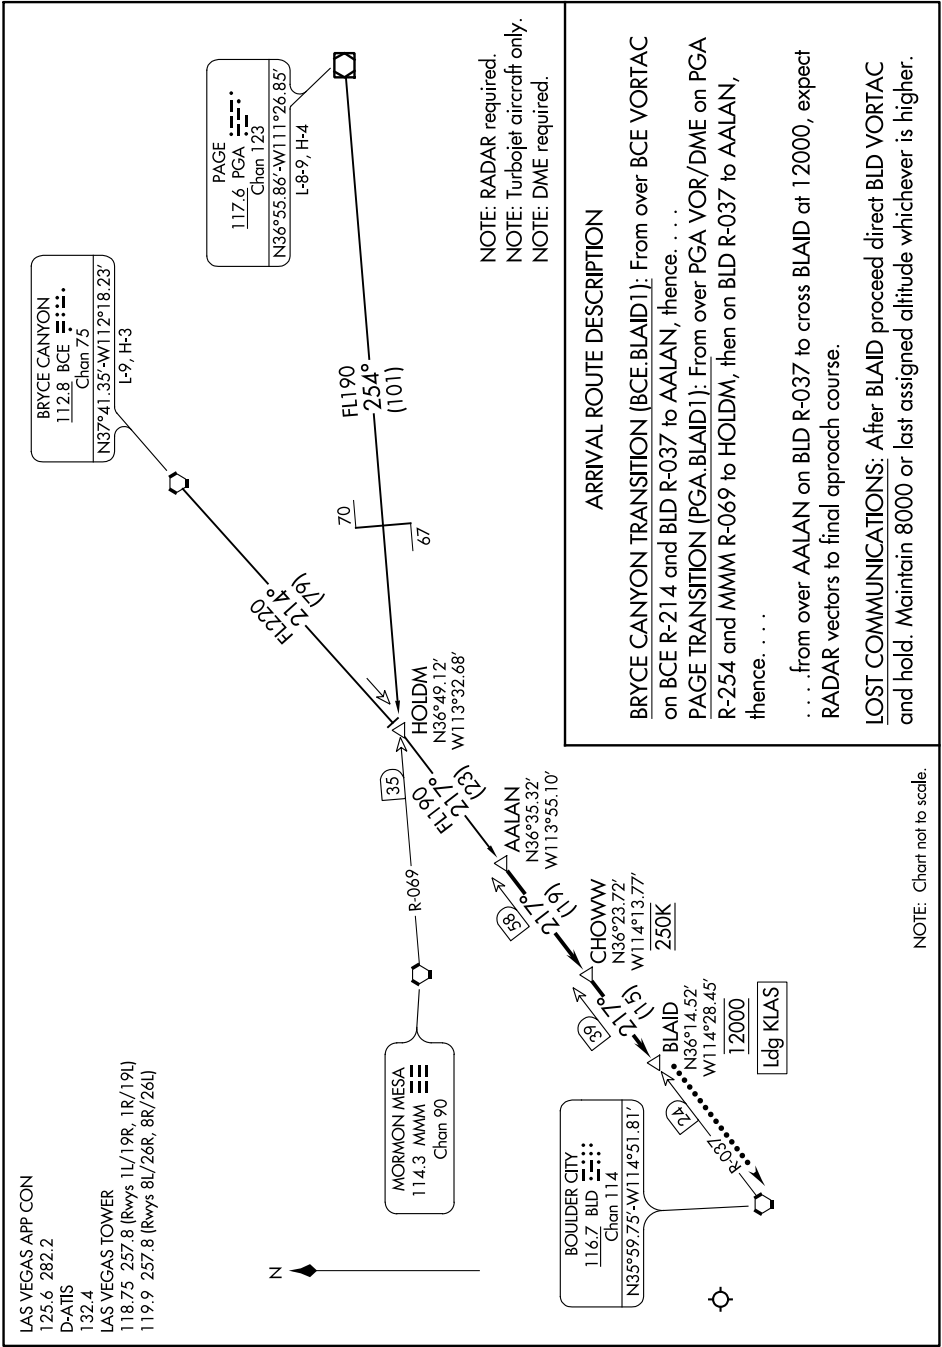 LAS VEGAS APP CON
125.6 282.2
D-ATIS
132.4
LAS VEGAS TOWER
118.75 257.8 (Rwys 1L/19R, 1R/19L)
119.9 257.8 (Rwys 8L/26R, 8R/26L)
BRYCE CANYON
112.8 BCE
Chan 75
N37°41.35′-W112°18.23′
L-9, H-3
PAGE
117.6 PGA
Chan 123
N36°55.86′-W111°26.85′
L-8-9, H-4
FL220
214°
(79)
FL190
254°
(101)
70
67
HOLDM
N36°49.12′
W113°32.68′
35
R-069
MORMON MESA
114.3 MMM
Chan 90
FL190
217°
(23)
AALAN
N36°35.32′
W113°55.10′
58
217°
(19)
CHOWW
N36°23.72′
W114°13.77′
250K
39
217°
(15)
BLAID
N36°14.52′
W114°28.45′
12000
Ldg KLAS
24
R-037
BOULDER CITY
116.7 BLD
Chan 114
N35°59.75′-W114°51.81′
N
NOTE: RADAR required.
NOTE: Turbojet aircraft only.
NOTE: DME required.
ARRIVAL ROUTE DESCRIPTION
BRYCE CANYON TRANSITION (BCE.BLAID1): From over BCE VORTAC
on BCE R-214 and BLD R-037 to AALAN, thence. . . .
PAGE TRANSITION (PGA.BLAID1): From over PGA VOR/DME on PGA
R-254 and MMM R-069 to HOLDM, then on BLD R-037 to AALAN,
thence. . . .
. . . .from over AALAN on BLD R-037 to cross BLAID at 12000, expect
RADAR vectors to final aproach course.
LOST COMMUNICATIONS: After BLAID proceed direct BLD VORTAC
and hold. Maintain 8000 or last assigned altitude whichever is higher.
NOTE: Chart not to scale.